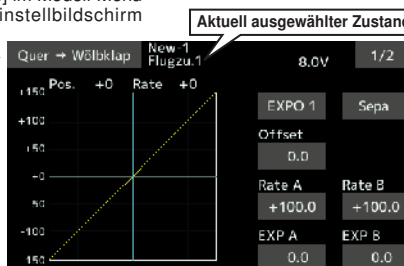 im Modell-Menü
instellbildschirm
Aktuell ausgewählter Zustand
Quer → Wölbklap
New-1
Flugzu.1
8.0V
1/2
Pos. +0 Rate +0
+150
+100
+50
+0
-50
-100
-150
EXPO 1
Sepa
Offset
0.0
Rate A
Rate B
+100.0
+100.0
EXP A
EXP B
0.0
0.0